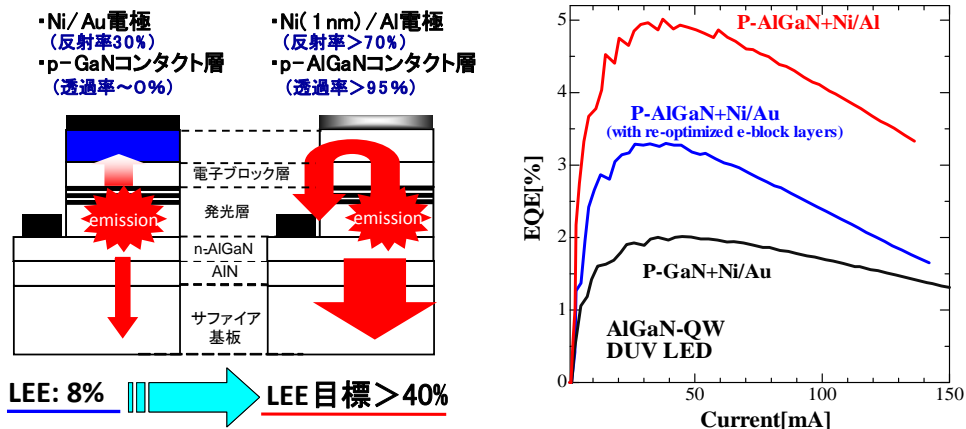 ・Ni/Au電極
(反射率30%)
・p-GaNコンタクト層
(透過率～0%)
・Ni(1nm)/Al電極
(反射率＞70%)
・p-AlGaNコンタクト層
(透過率＞95%)
電子ブロック層
発光層
n-AlGaN
AlN
サファイア
基板
emission
emission
LEE: 8%
LEE目標＞40%
EQE[%]
5
4
3
2
1
0
P-AlGaN+Ni/Al
P-AlGaN+Ni/Au
(with re-optimized e-block layers)
P-GaN+Ni/Au
AlGaN-QW
DUV LED
0 50 100 150
Current[mA]